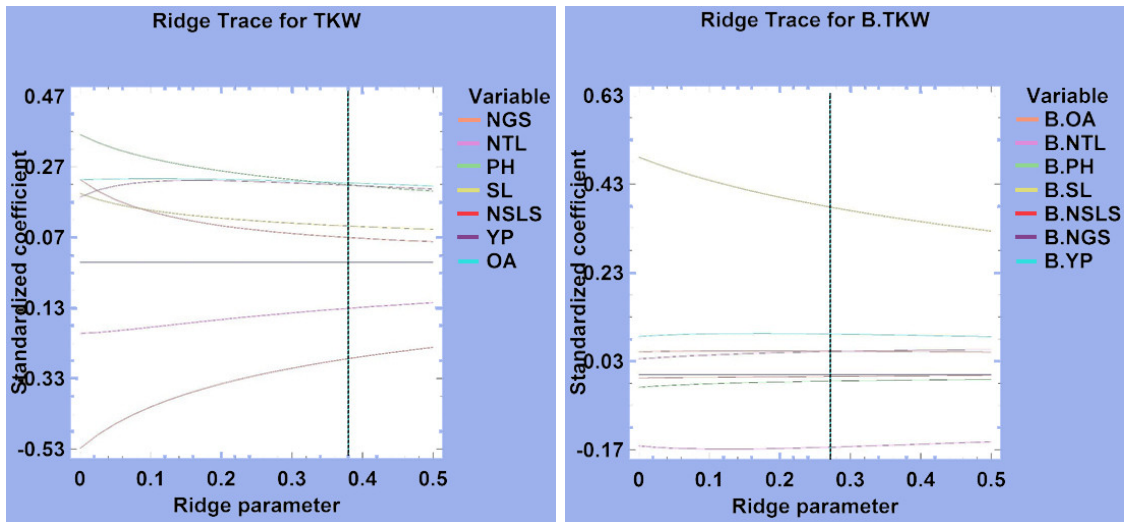 Ridge Trace for TKW
Standardized coefficient
0.47
0.27
0.07
-0.13
-0.33
-0.53
0 0.1 0.2 0.3 0.4 0.5
Ridge parameter
Variable
NGS
NTL
PH
SL
NSLS
YP
OA
Ridge Trace for B.TKW
Standardized coefficient
0.63
0.43
0.23
0.03
-0.17
0 0.1 0.2 0.3 0.4 0.5
Ridge parameter
Variable
B.OA
B.NTL
B.PH
B.SL
B.NSLS
B.NGS
B.YP